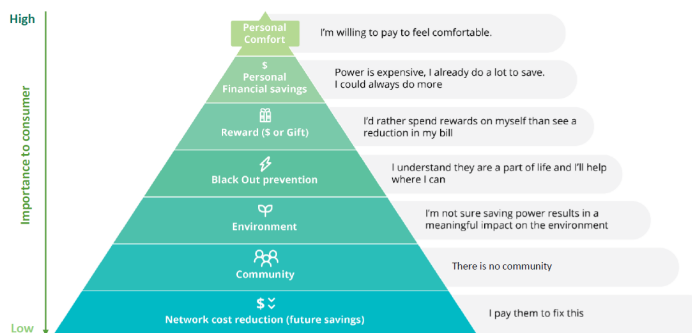 High
Personal
Comfort
I'm willing to pay to feel comfortable.
$
Personal
Financial savings
Power is expensive, I already do a lot to save.
I could always do more
Reward ($ or Gift)
I'd rather spend rewards on myself than see a
reduction in my bill
Black Out prevention
I understand they are a part of life and I'll help
where I can
Environment
I'm not sure saving power results in a
meaningful impact on the environment
Community
There is no community
$
Network cost reduction (future savings)
I pay them to fix this
Importance to consumer
Low